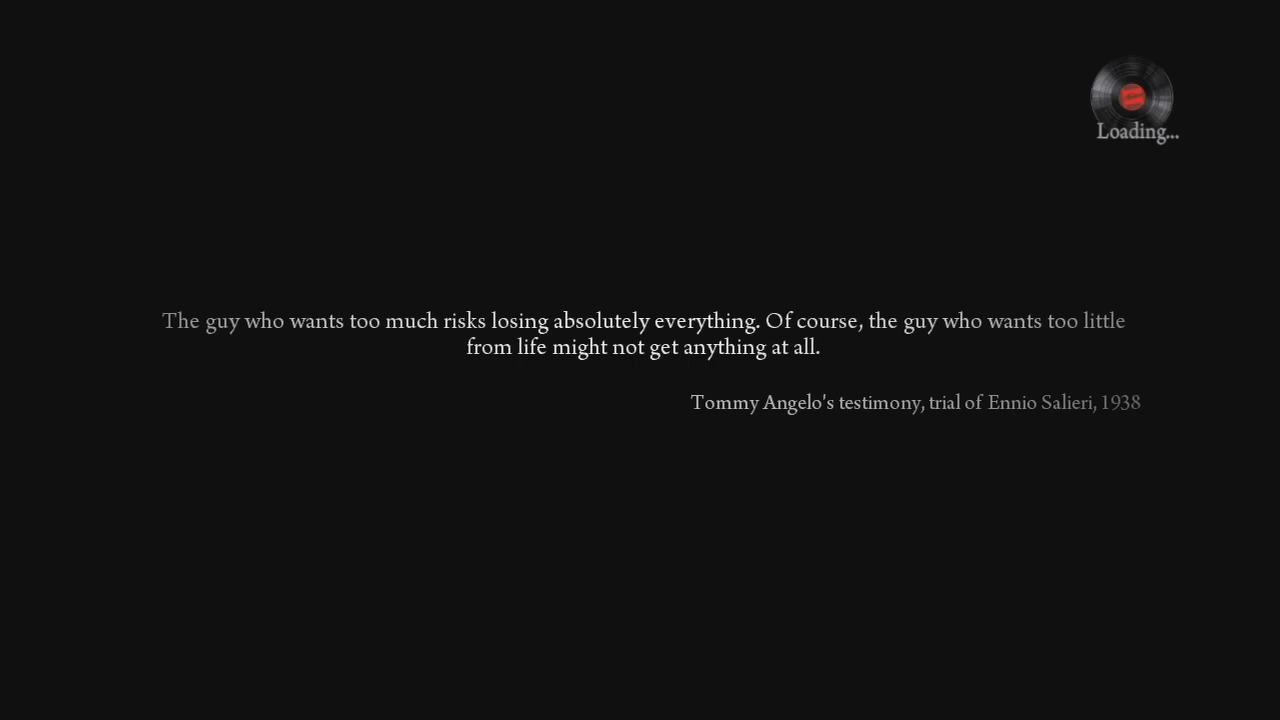 Loading...
The guy who wants too much risks losing absolutely everything. Of course, the guy who wants too little
from life might not get anything at all.
Tommy Angelo's testimony, trial of Ennio Salieri, 1938